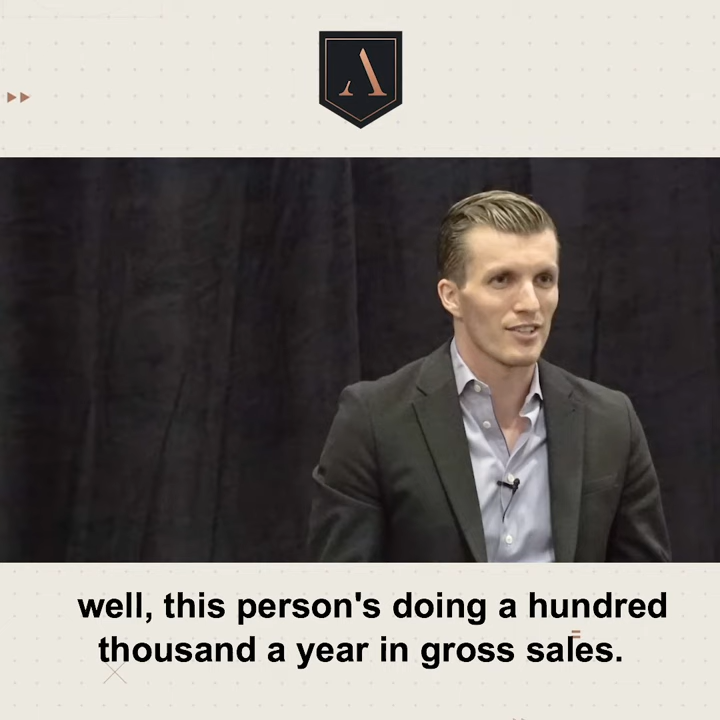 A
well, this person's doing a hundred
thousand a year in gross sales.